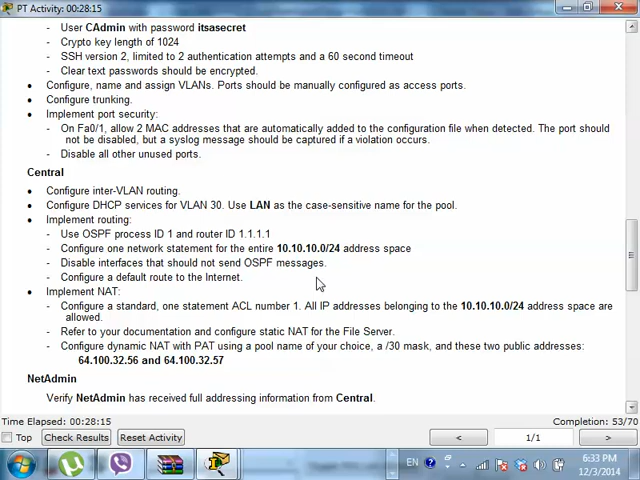 PT Activity: 00:28:15
- User CAdmin with password itsasecret
- Crypto key length of 1024
- SSH version 2, limited to 2 authentication attempts and a 60 second timeout
- Clear text passwords should be encrypted.
• Configure, name and assign VLANs. Ports should be manually configured as access ports.
• Configure trunking.
• Implement port security:
- On Fa0/1, allow 2 MAC addresses that are automatically added to the configuration file when detected. The port should
not be disabled, but a syslog message should be captured if a violation occurs.
- Disable all other unused ports.
Central
• Configure inter-VLAN routing.
• Configure DHCP services for VLAN 30. Use LAN as the case-sensitive name for the pool.
• Implement routing:
- Use OSPF process ID 1 and router ID 1.1.1.1
- Configure one network statement for the entire 10.10.10.0/24 address space
- Disable interfaces that should not send OSPF messages.
- Configure a default route to the Internet.
• Implement NAT:
- Configure a standard, one statement ACL number 1. All IP addresses belonging to the 10.10.10.0/24 address space are
allowed.
- Refer to your documentation and configure static NAT for the File Server.
- Configure dynamic NAT with PAT using a pool name of your choice, a /30 mask, and these two public addresses:
64.100.32.56 and 64.100.32.57
NetAdmin
Verify NetAdmin has received full addressing information from Central.
Time Elapsed: 00:28:15 Completion: 53/70
Top Check Results Reset Activity < 1/1 >
EN 6:33 PM
12/3/2014